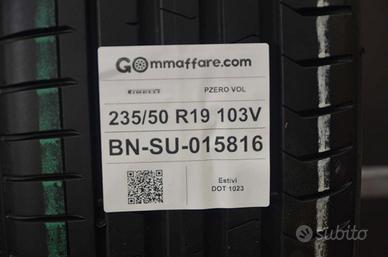 GOmmaffare.com
PIRELLI PZERO VOL
235/50 R19 103V
BN-SU-015816
Estivi
DOT 1023
subito